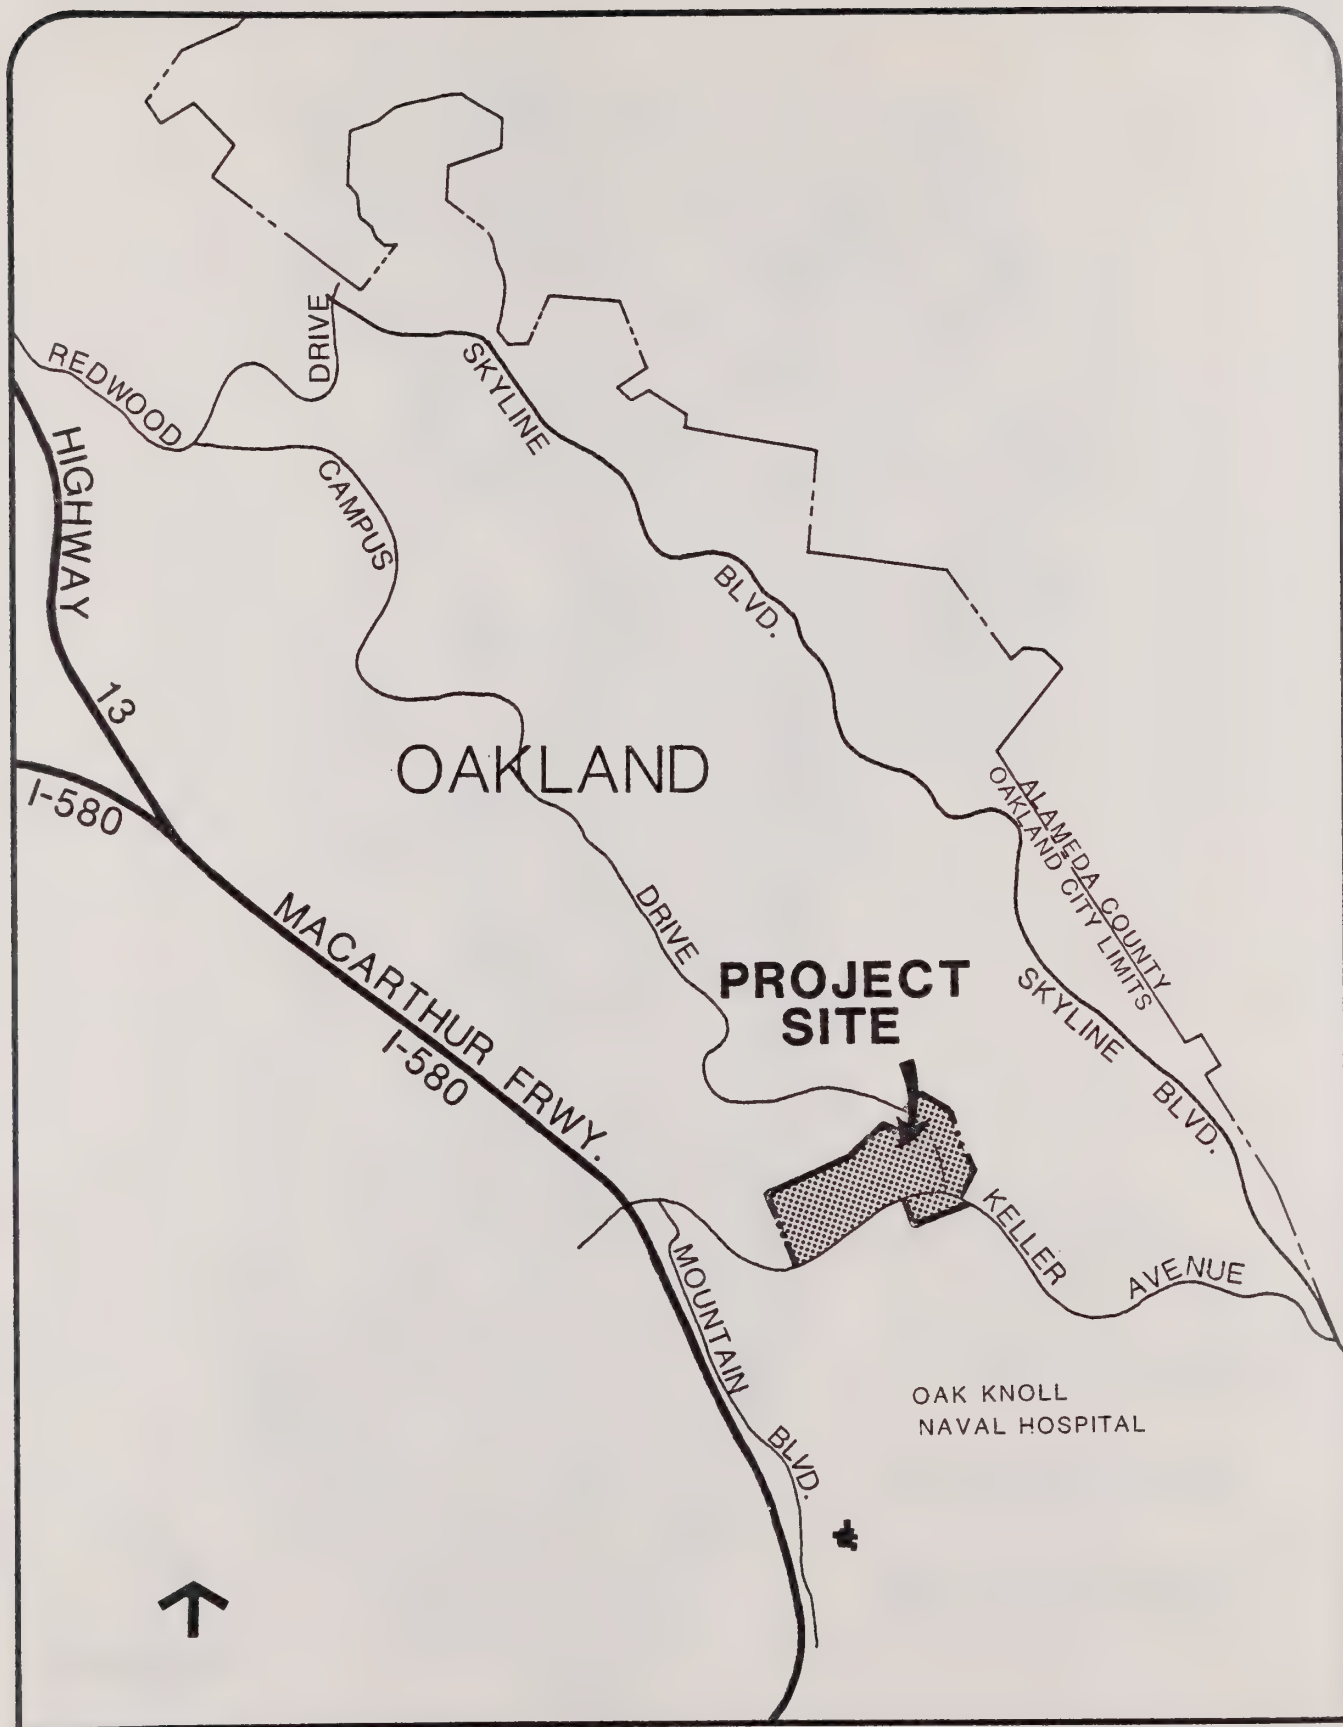 DRIVE
REDWOOD
SKYLINE
HIGHWAY
CAMPUS
BLVD.
13
OAKLAND
I-580
ALAMEDA COUNTY
OAKLAND CITY LIMITS
DRIVE
MACARTHUR FRWY.
I-580
PROJECT
SITE
SKYLINE
BLVD.
KELLER
AVENUE
MOUNTAIN
BLVD.
OAK KNOLL
NAVAL HOSPITAL